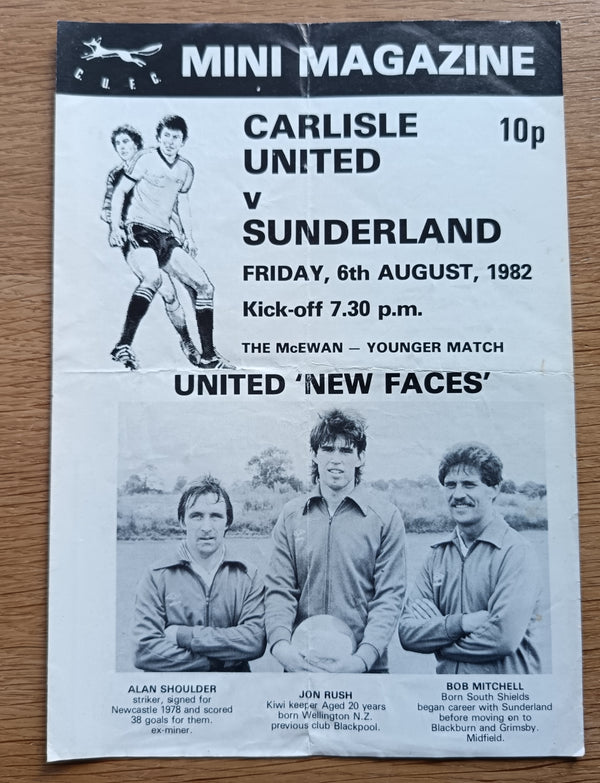 C.U.F.C.
MINI MAGAZINE
CARLISLE
UNITED
10p
v
SUNDERLAND
FRIDAY, 6th AUGUST, 1982
Kick-off 7.30 p.m.
THE McEWAN — YOUNGER MATCH
UNITED 'NEW FACES'
ALAN SHOULDER
striker, signed for
Newcastle 1978 and scored
38 goals for them.
ex-miner.
JON RUSH
Kiwi keeper Aged 20 years
born Wellington N.Z.
previous club Blackpool.
BOB MITCHELL
Born South Shields
began career with Sunderland
before moving on to
Blackburn and Grimsby.
Midfield.